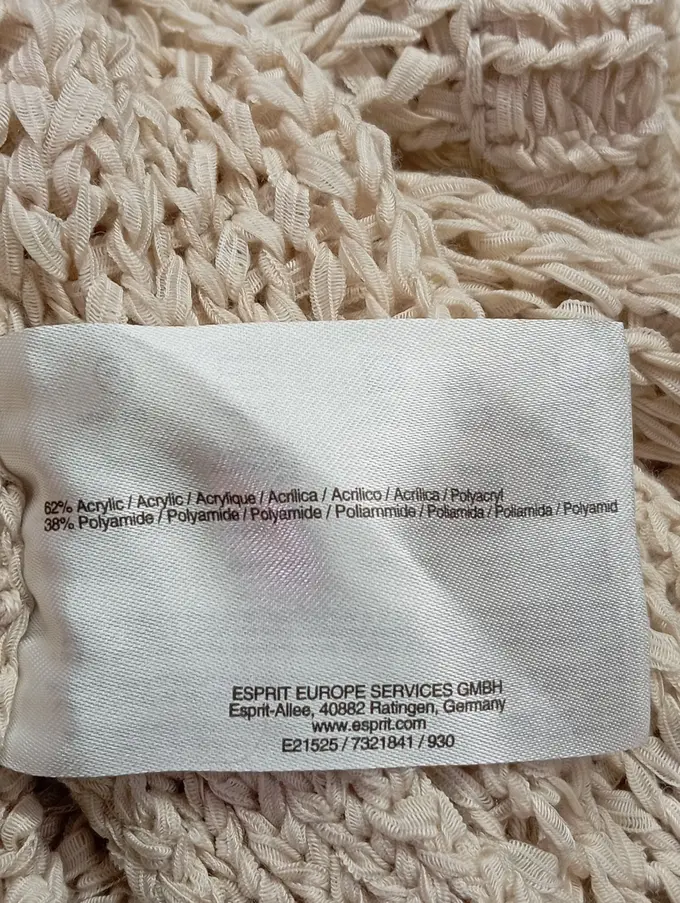 62% Acrylic / Acrylic / Acrylique / Acrilica / Acrilico / Acrílica / Polyacryl
38% Polyamide / Polyamide / Polyamide / Poliammide / Poliamida / Poliamida / Polyamid
ESPRIT EUROPE SERVICES GMBH
Esprit-Allee, 40882 Ratingen, Germany
www.esprit.com
E21525 / 7321841 / 930